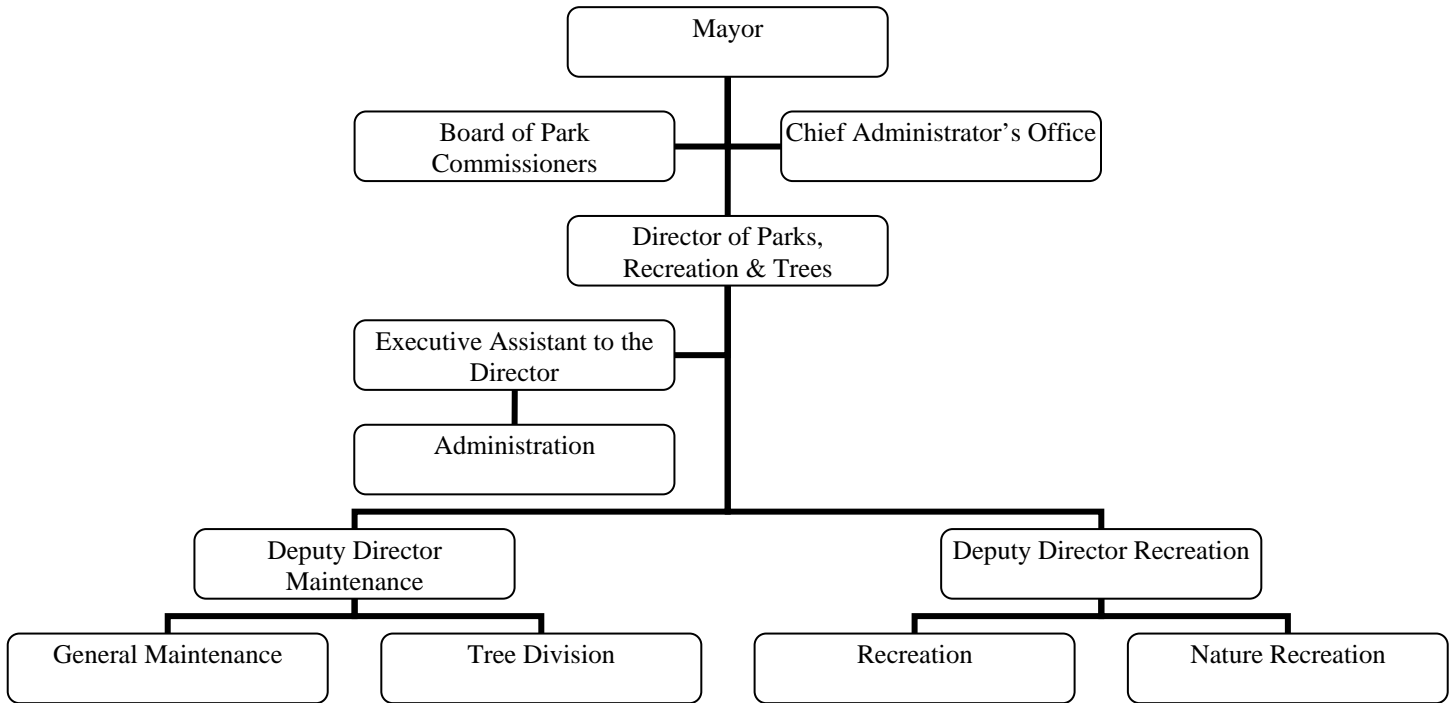 Mayor
Board of Park
Commissioners
Chief Administrator’s Office
Director of Parks,
Recreation & Trees
Executive Assistant to the
Director
Administration
Deputy Director
Maintenance
Deputy Director Recreation
General Maintenance
Tree Division
Recreation
Nature Recreation